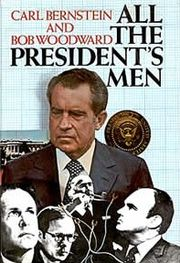 CARL BERNSTEIN
AND
BOB WOODWARD
ALL
THE
PRESIDENT'S
MEN